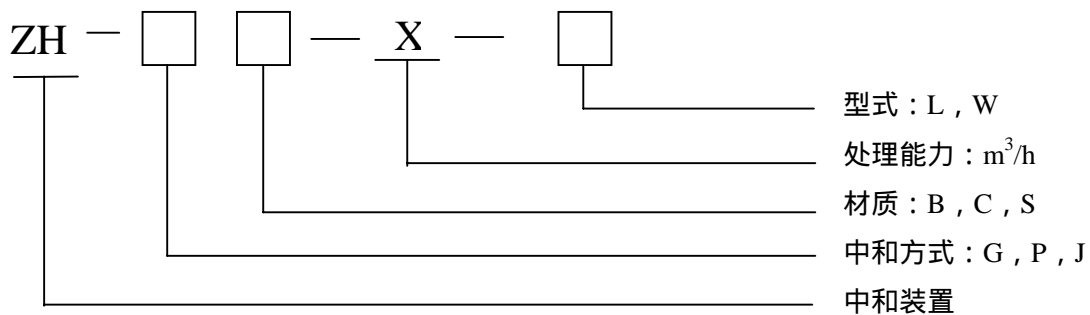 ZH — □ □ — X — □
型式：L，W
处理能力：m³/h
材质：B，C，S
中和方式：G，P，J
中和装置